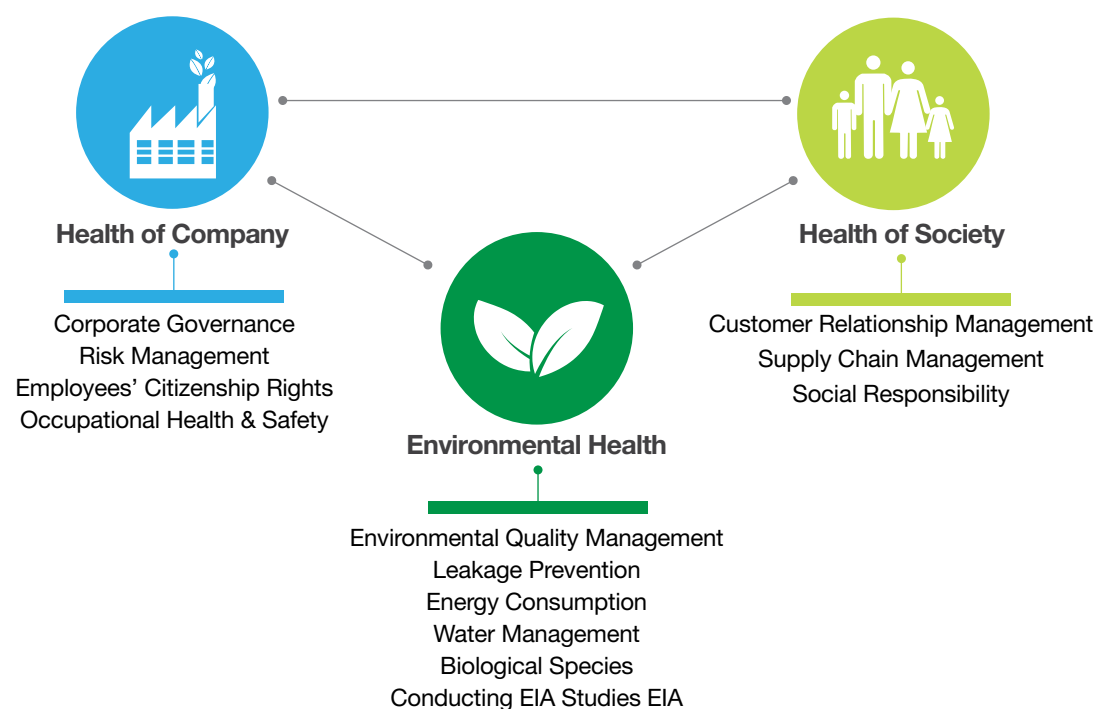 Health of Company
Corporate Governance
Risk Management
Employees’ Citizenship Rights
Occupational Health & Safety
Health of Society
Customer Relationship Management
Supply Chain Management
Social Responsibility
Environmental Health
Environmental Quality Management
Leakage Prevention
Energy Consumption
Water Management
Biological Species
Conducting EIA Studies EIA